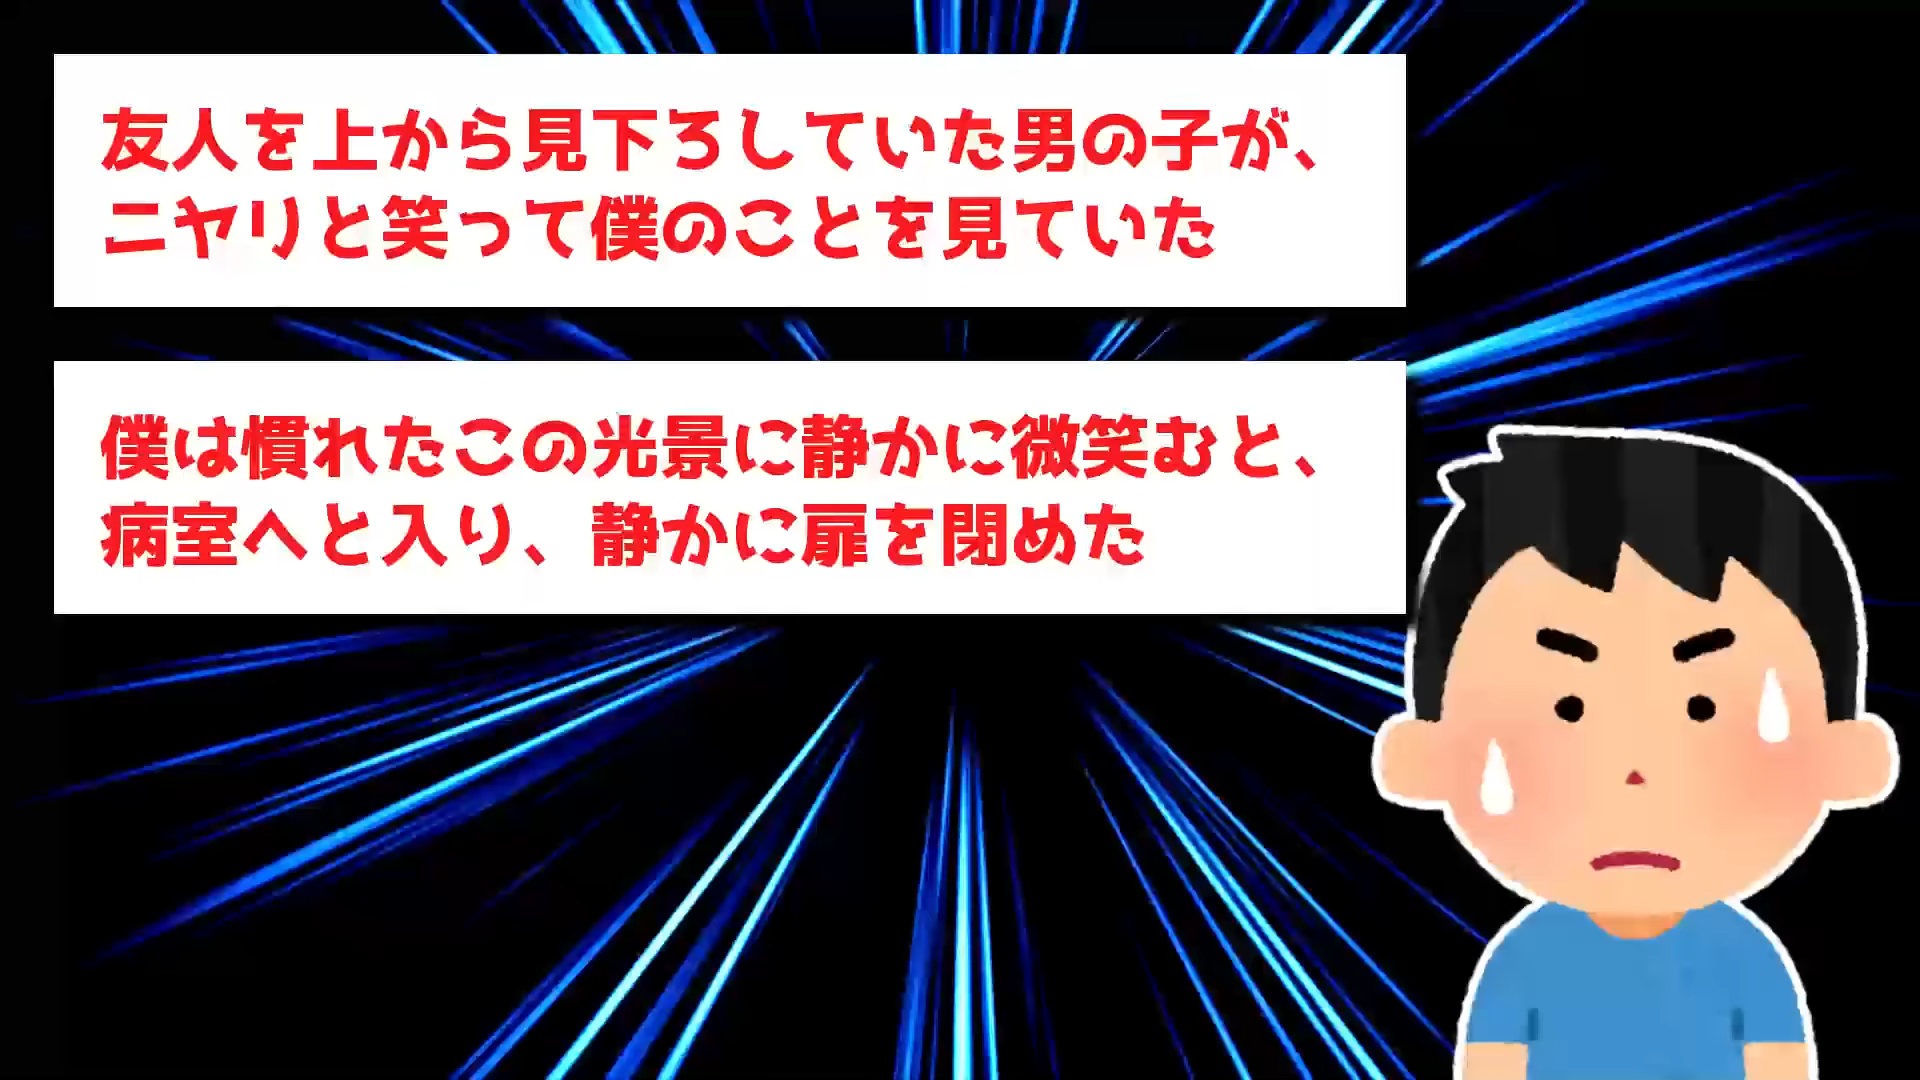 友人を上から見下ろしていた男の子が、
ニヤリと笑って僕のことを見ていた
僕は慣れたこの光景に静かに微笑むと、
病室へと入り、静かに扉を閉めた